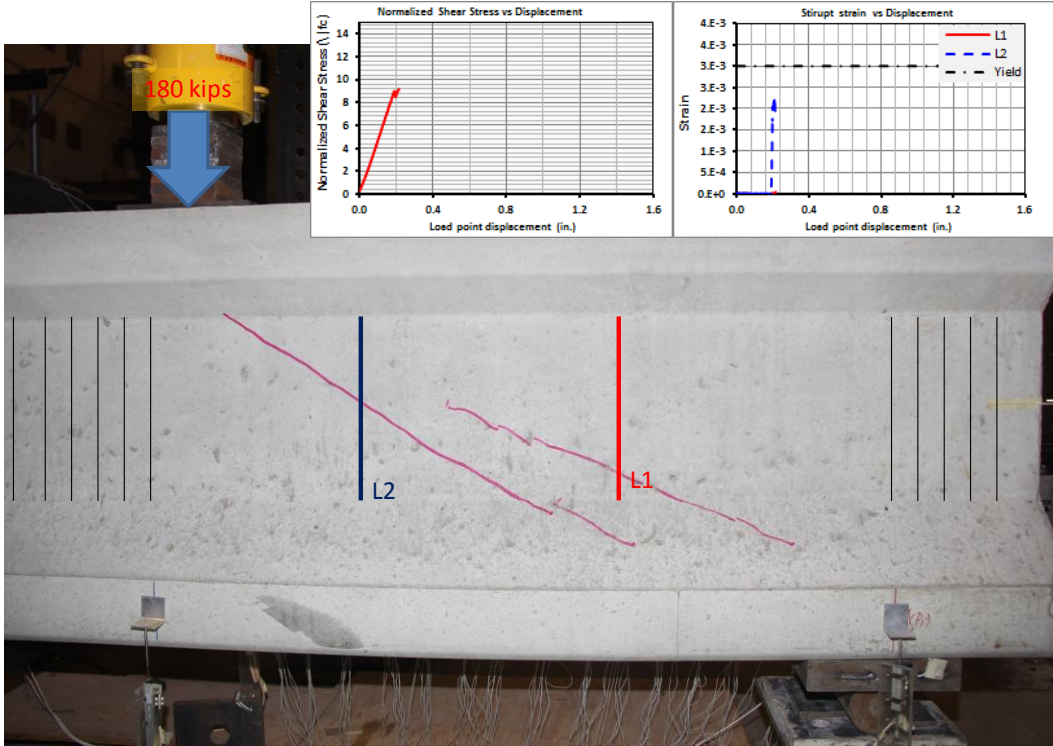 180 kips
Normalized Shear Stress vs Displacement
Normalized Shear Stress (\|fc)
14
12
10
8
6
4
2
0
0.0 0.4 0.8 1.2 1.6
Load point displacement (in.)
Stirupt strain vs Displacement
Strain
4.E-3
4.E-3
3.E-3
3.E-3
2.E-3
2.E-3
1.E-3
5.E-4
0.E+0
0.0 0.4 0.8 1.2 1.6
Load point displacement (in.)
L1
L2
Yield
L2
L1